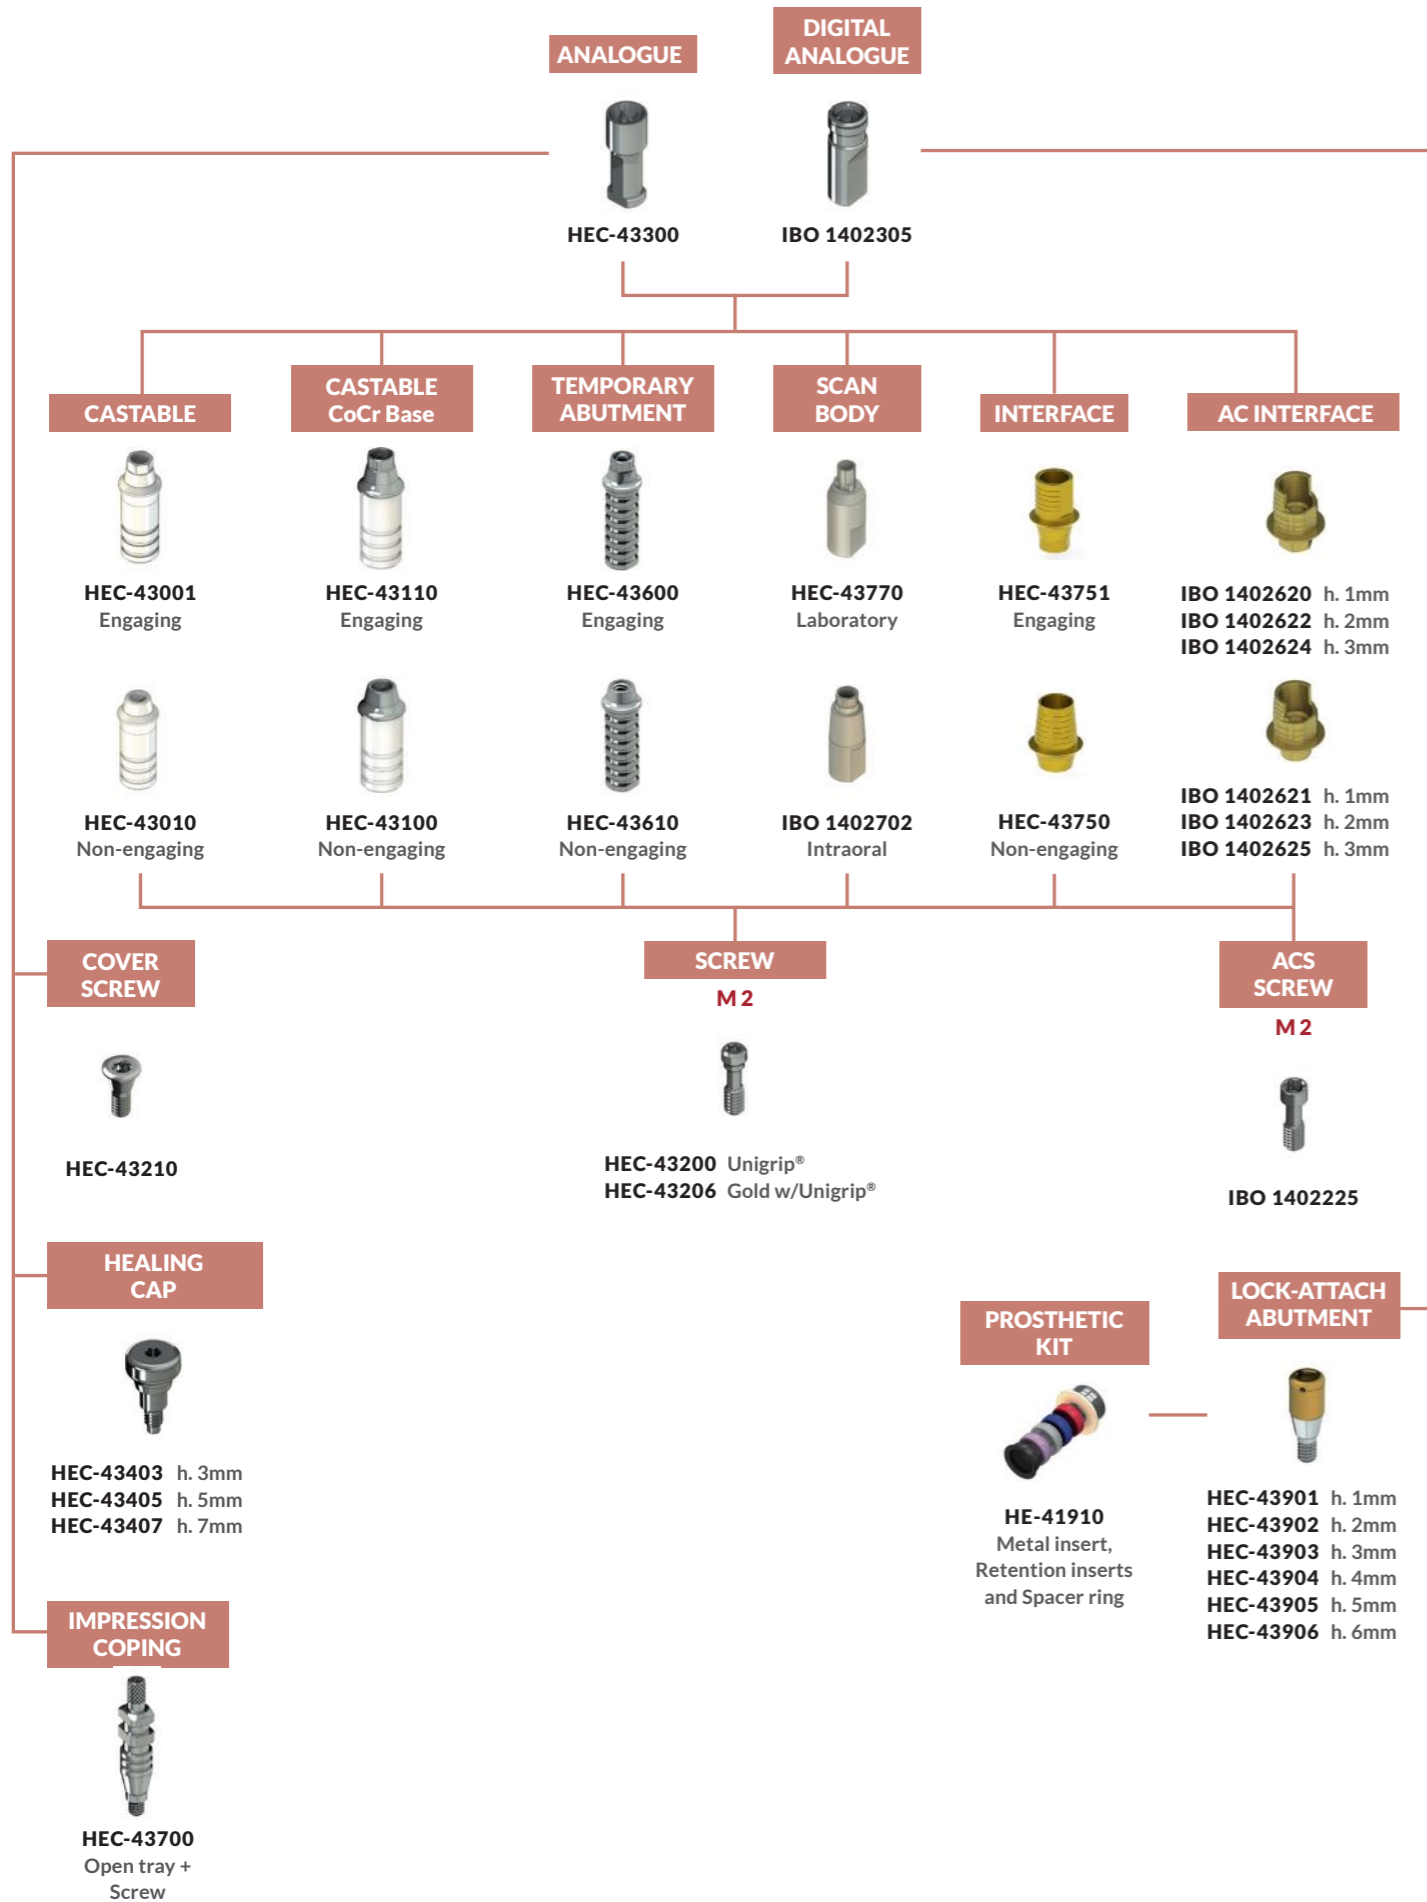 ANALOGUE
DIGITAL
ANALOGUE
HEC-43300
IBO 1402305
CASTABLE
CASTABLE
CoCr Base
TEMPORARY
ABUTMENT
SCAN
BODY
INTERFACE
AC INTERFACE
HEC-43001
Engaging
HEC-43110
Engaging
HEC-43600
Engaging
HEC-43770
Laboratory
HEC-43751
Engaging
IBO 1402620 h. 1mm
IBO 1402622 h. 2mm
IBO 1402624 h. 3mm
HEC-43010
Non-engaging
HEC-43100
Non-engaging
HEC-43610
Non-engaging
IBO 1402702
Intraoral
HEC-43750
Non-engaging
IBO 1402621 h. 1mm
IBO 1402623 h. 2mm
IBO 1402625 h. 3mm
COVER
SCREW
HEC-43210
SCREW
M 2
HEC-43200 Unigrip®
HEC-43206 Gold w/Unigrip®
ACS
SCREW
M 2
IBO 1402225
HEALING
CAP
HEC-43403 h. 3mm
HEC-43405 h. 5mm
HEC-43407 h. 7mm
PROSTHETIC
KIT
HE-41910
Metal insert,
Retention inserts
and Spacer ring
LOCK-ATTACH
ABUTMENT
HEC-43901 h. 1mm
HEC-43902 h. 2mm
HEC-43903 h. 3mm
HEC-43904 h. 4mm
HEC-43905 h. 5mm
HEC-43906 h. 6mm
IMPRESSION
COPING
HEC-43700
Open tray +
Screw